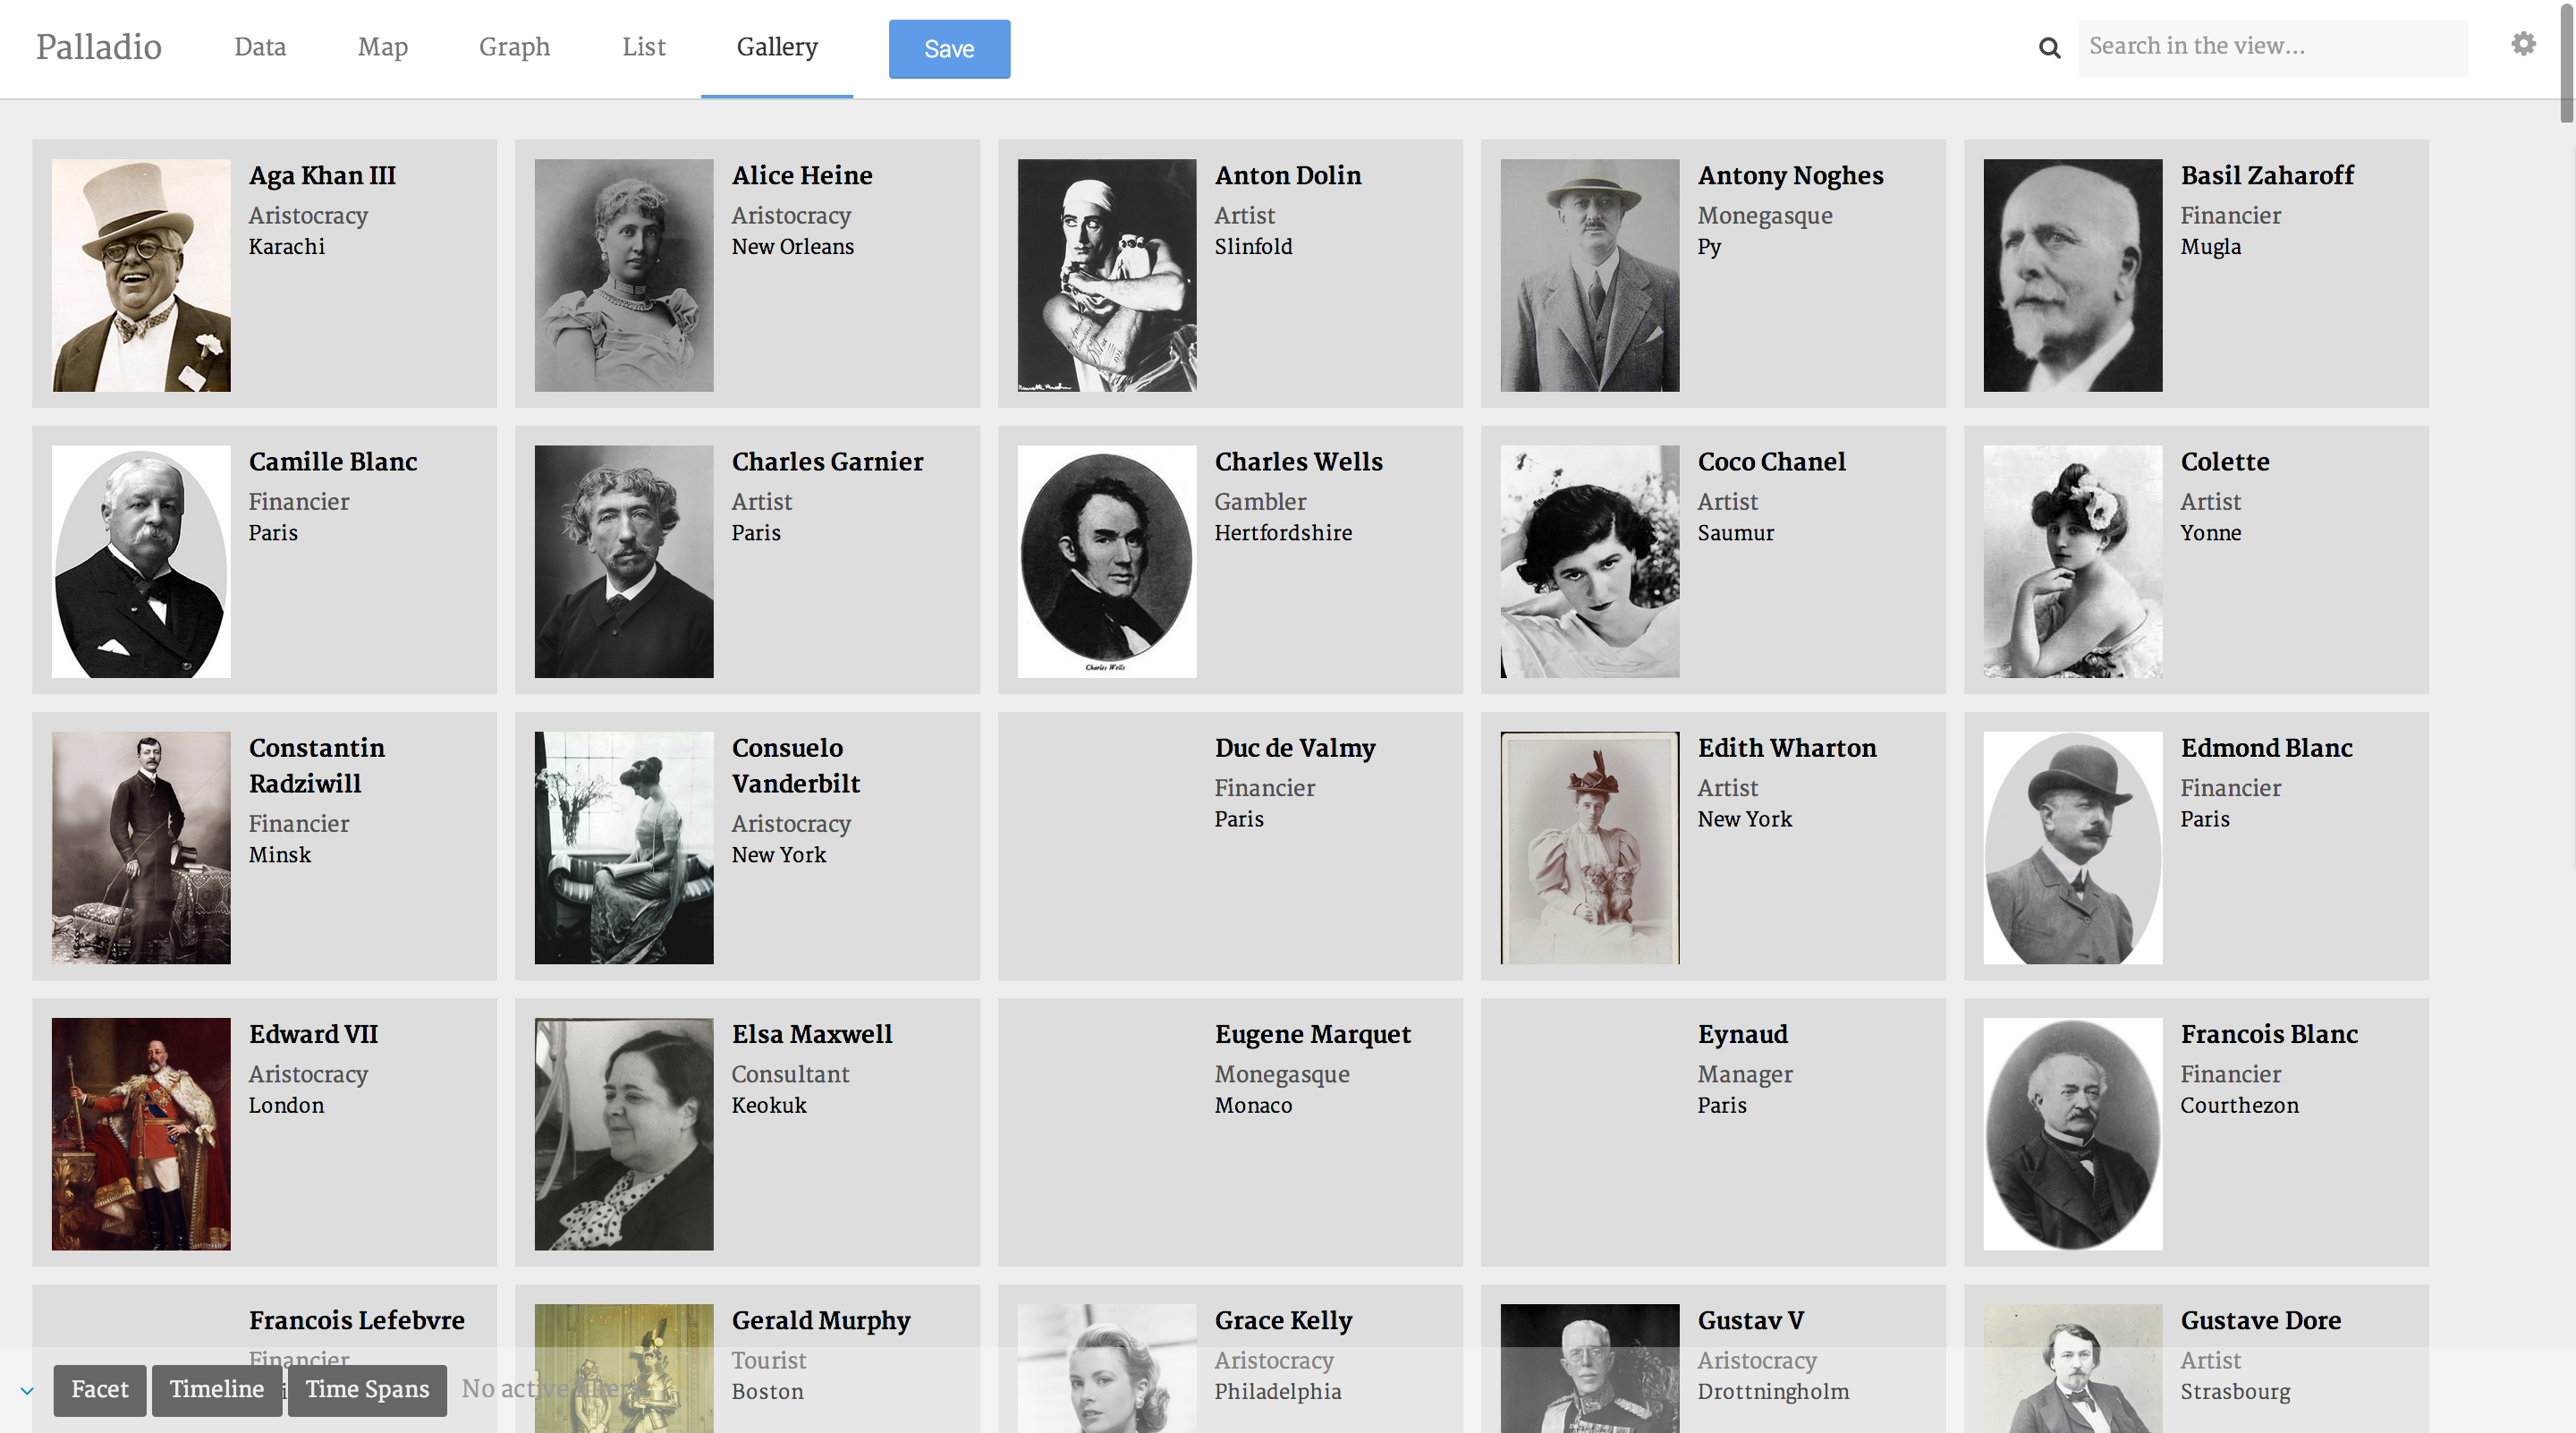 Palladio Data Map Graph List Gallery Save Search in the view...
Aga Khan III
Aristocracy
Karachi
Alice Heine
Aristocracy
New Orleans
Anton Dolin
Artist
Slinfold
Antony Noghes
Monegasque
Py
Basil Zaharoff
Financier
Mugla
Camille Blanc
Financier
Paris
Charles Garnier
Artist
Paris
Charles Wells
Gambler
Hertfordshire
Charles Wells
Coco Chanel
Artist
Saumur
Colette
Artist
Yonne
Constantin
Radziwill
Financier
Minsk
Consuelo
Vanderbilt
Aristocracy
New York
Duc de Valmy
Financier
Paris
Edith Wharton
Artist
New York
Edmond Blanc
Financier
Paris
Edward VII
Aristocracy
London
Elsa Maxwell
Consultant
Keokuk
Eugene Marquet
Monegasque
Monaco
Eynaud
Manager
Paris
Francois Blanc
Financier
Courthezon
Francois Lefebvre
Financier
Gerald Murphy
Tourist
Boston
Grace Kelly
Aristocracy
Philadelphia
Gustav V
Aristocracy
Drottningholm
Gustave Dore
Artist
Strasbourg
Facet Timeline Time Spans No active filters